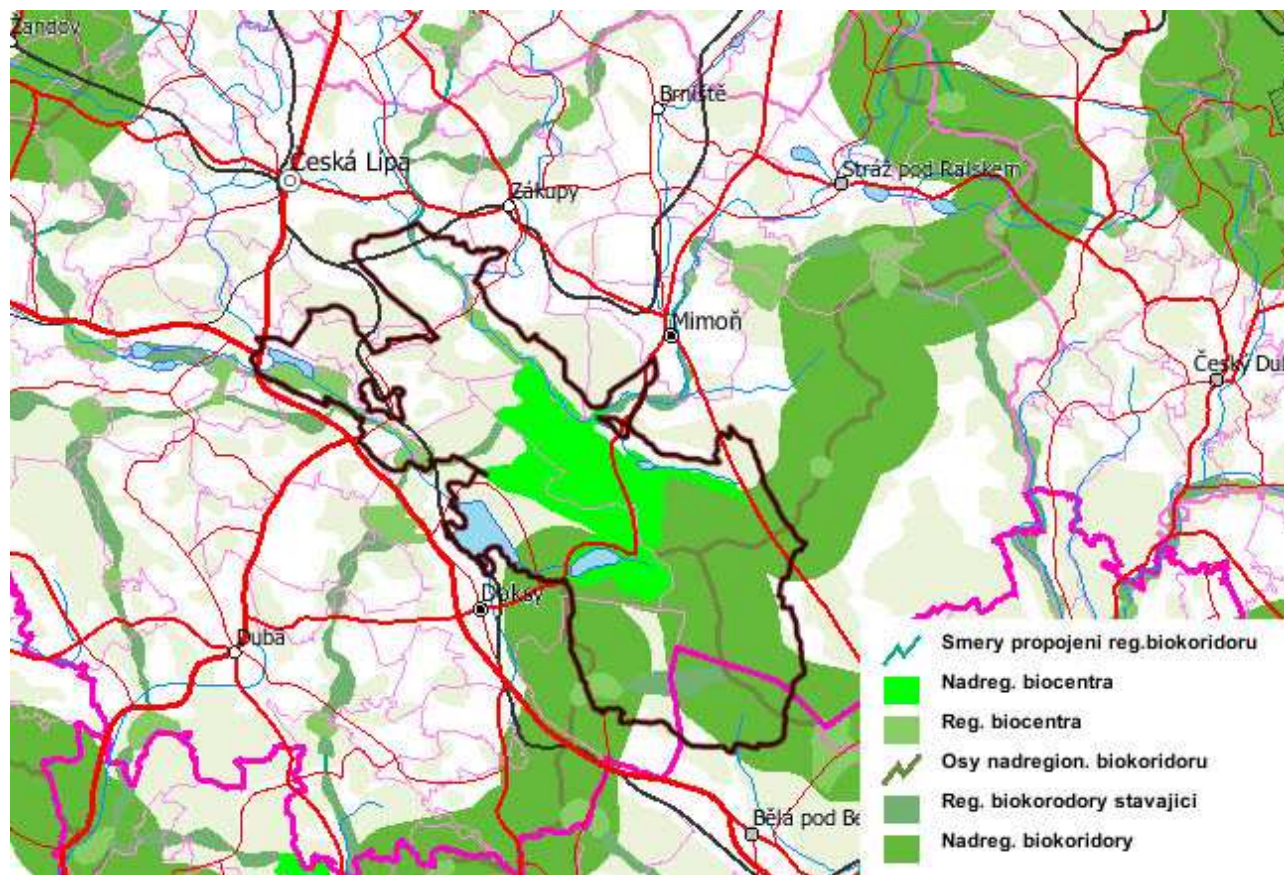 Žandov
Brniště
Česká Lípa
Stráž pod Ralskem
Zákupy
Mimoň
Český Dub
Doksy
Dubá
Bělá pod Be
Smery propojeni reg.biokoridoru
Nadreg. biocentra
Reg. biocentra
Osy nadregion. biokoridoru
Reg. biokorodory stavajici
Nadreg. biokoridory